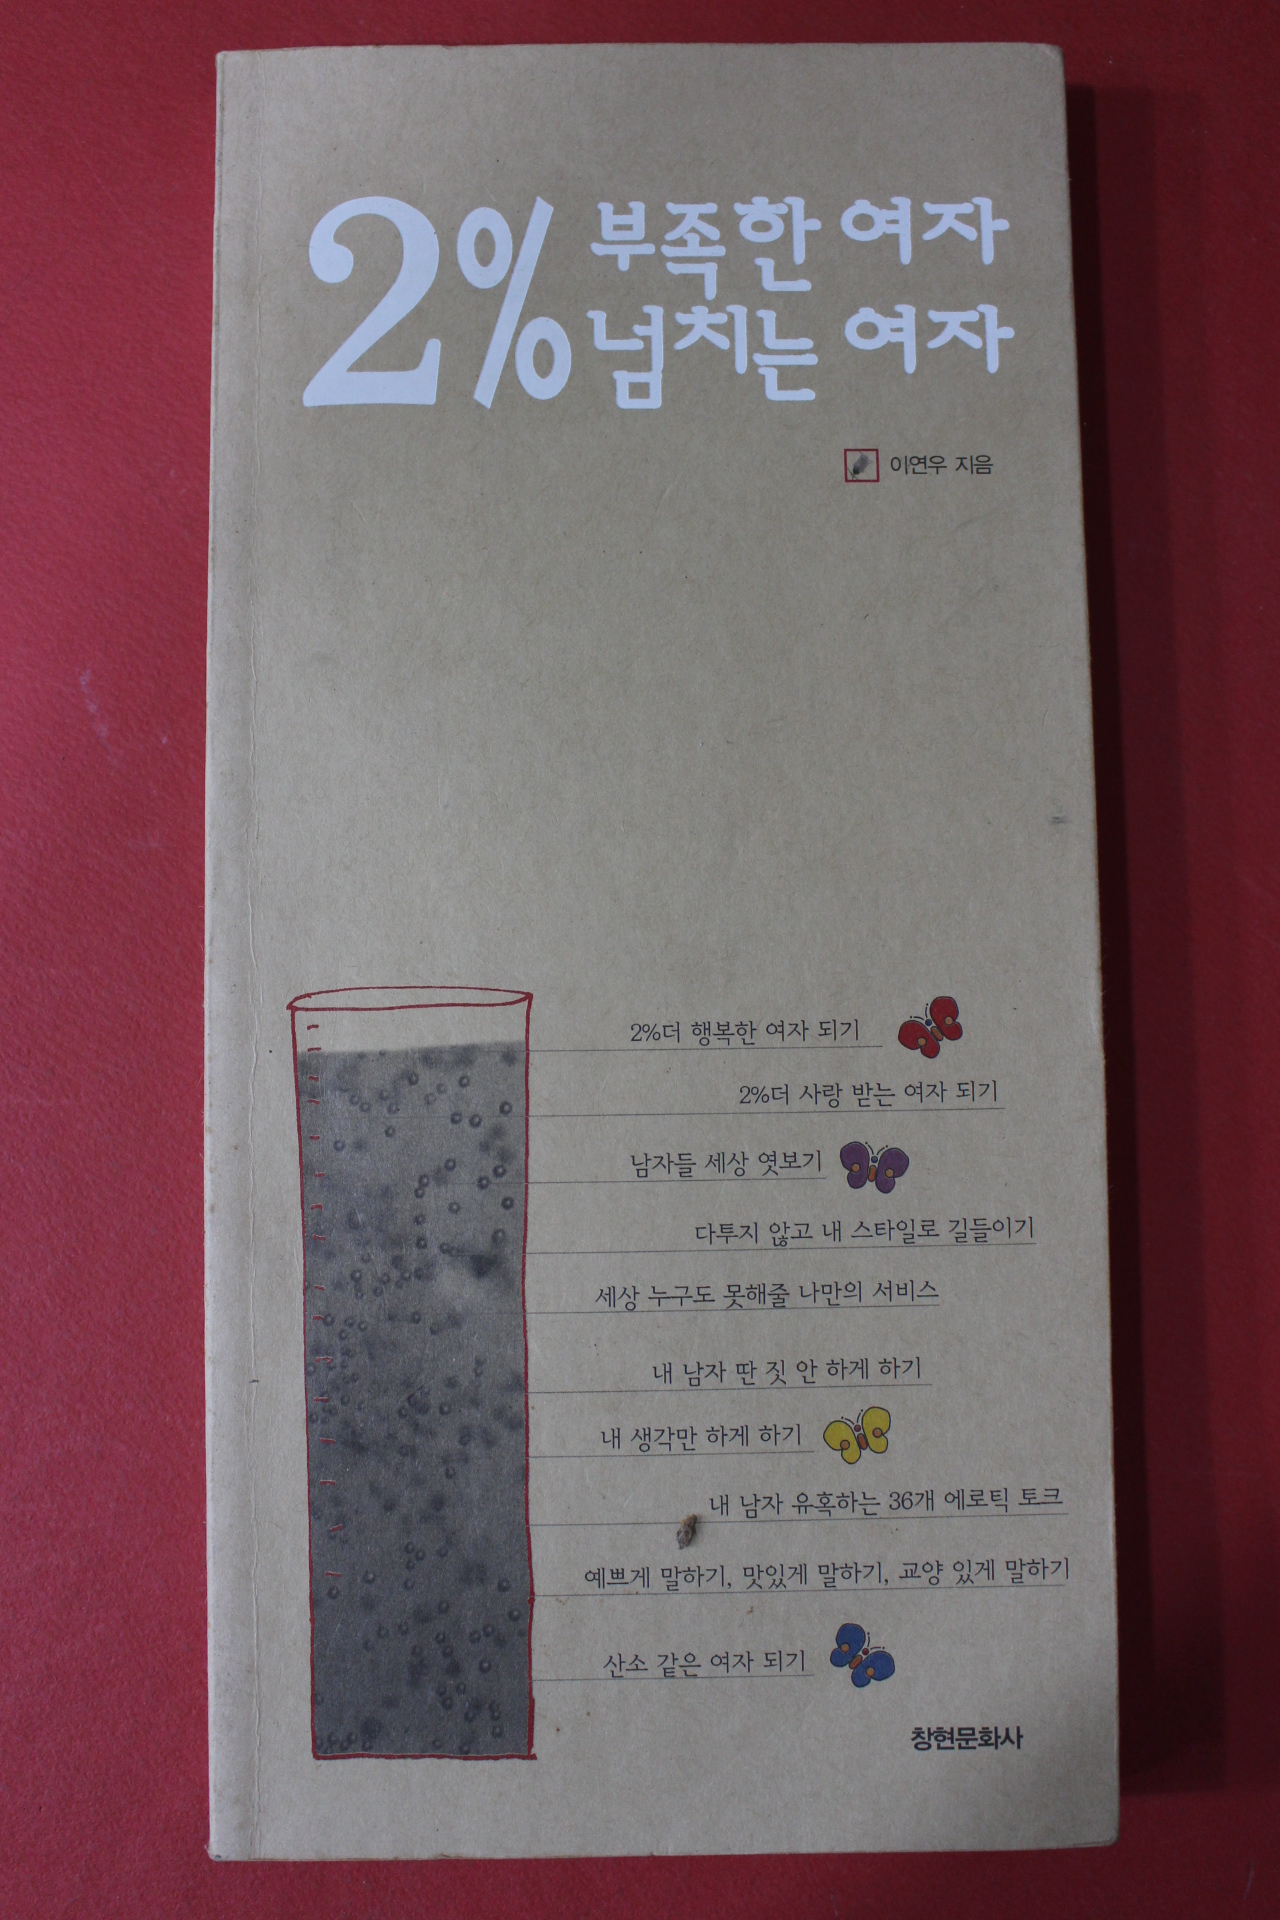 2% 부족한 여자
넘치는 여자
이연우 지음
2%더 행복한 여자 되기
2%더 사랑 받는 여자 되기
남자들 세상 엿보기
다투지 않고 내 스타일로 길들이기
세상 누구도 못해줄 나만의 서비스
내 남자 딴 짓 안 하게 하기
내 생각만 하게 하기
내 남자 유혹하는 36개 에로틱 토크
예쁘게 말하기, 맛있게 말하기, 교양 있게 말하기
산소 같은 여자 되기
창현문화사